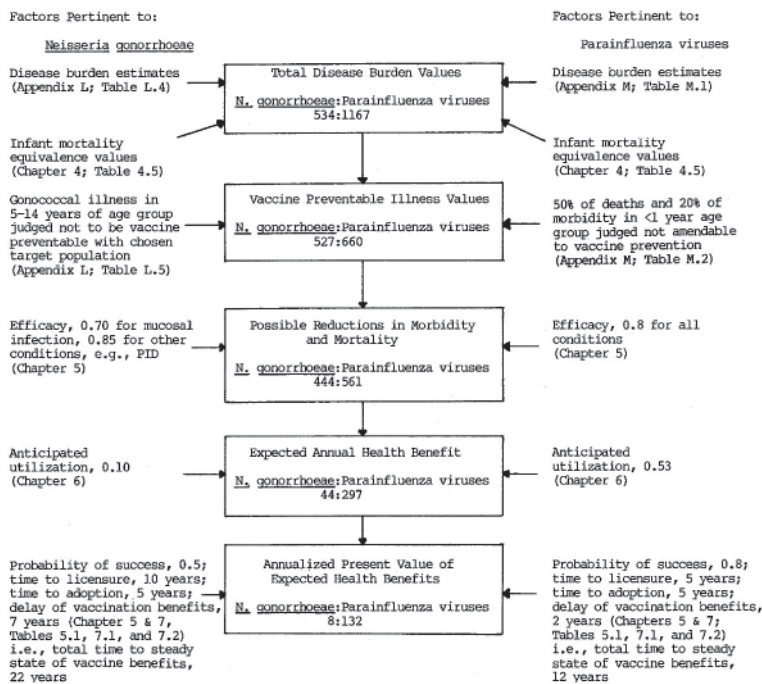 Factors Pertinent to:
Neisseria gonorrhoeae
Disease burden estimates
(Appendix L; Table L.4)
Infant mortality
equivalence values
(Chapter 4; Table 4.5)
Gonococcal illness in
5-14 years of age group
judged not to be vaccine
preventable with chosen
target population
(Appendix L; Table L.5)
Efficacy, 0.70 for mucosal
infection, 0.85 for other
conditions, e.g., PID
(Chapter 5)
Anticipated
utilization, 0.10
(Chapter 6)
Probability of success, 0.5;
time to licensure, 10 years;
time to adoption, 5 years;
delay of vaccination benefits,
7 years (Chapter 5 & 7,
Tables 5.1, 7.1, and 7.2)
i.e., total time to steady
state of vaccine benefits,
22 years
Total Disease Burden Values
N. gonorrhoeae:Parainfluenza viruses
534:1167
Vaccine Preventable Illness Values
N. gonorrhoeae:Parainfluenza viruses
527:660
Possible Reductions in Morbidity
and Mortality
N. gonorrhoeae:Parainfluenza viruses
444:561
Expected Annual Health Benefit
N. gonorrhoeae:Parainfluenza viruses
44:297
Annualized Present Value of
Expected Health Benefits
N. gonorrhoeae:Parainfluenza viruses
8:132
Factors Pertinent to:
Parainfluenza viruses
Disease burden estimates
(Appendix M; Table M.1)
Infant mortality
equivalence values
(Chapter 4; Table 4.5)
50% of deaths and 20% of
morbidity in <1 year age
group judged not amendable
to vaccine prevention
(Appendix M; Table M.2)
Efficacy, 0.8 for all
conditions
(Chapter 5)
Anticipated
utilization, 0.53
(Chapter 6)
Probability of success, 0.8;
time to licensure, 5 years;
time to adoption, 5 years;
delay of vaccination benefits,
2 years (Chapters 5 & 7;
Tables 5.1, 7.1, and 7.2)
i.e., total time to steady
state of vaccine benefits,
12 years